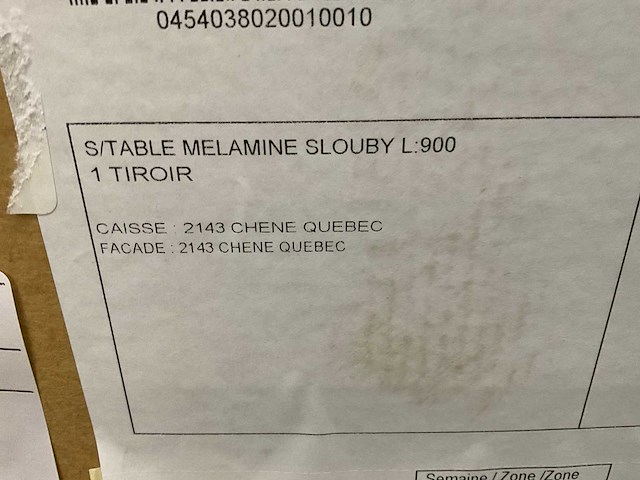 0454038020010010
S/TABLE MELAMINE SLOUBY L:900
1 TIROIR
CAISSE : 2143 CHENE QUEBEC
FACADE : 2143 CHENE QUEBEC
Semaine / Zone /Zone